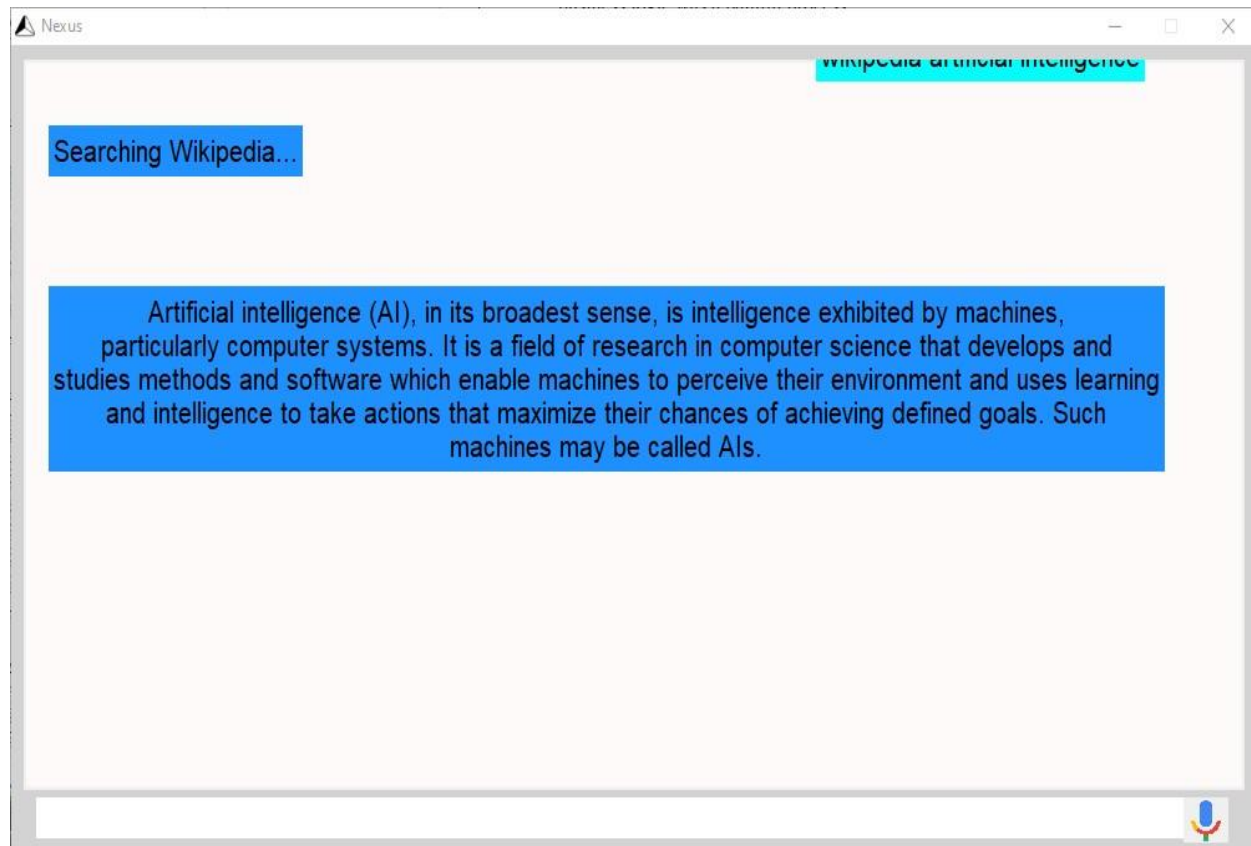 Nexus
wikipedia artificial intelligence
Searching Wikipedia...
Artificial intelligence (AI), in its broadest sense, is intelligence exhibited by machines,
particularly computer systems. It is a field of research in computer science that develops and
studies methods and software which enable machines to perceive their environment and uses learning
and intelligence to take actions that maximize their chances of achieving defined goals. Such
machines may be called AIs.